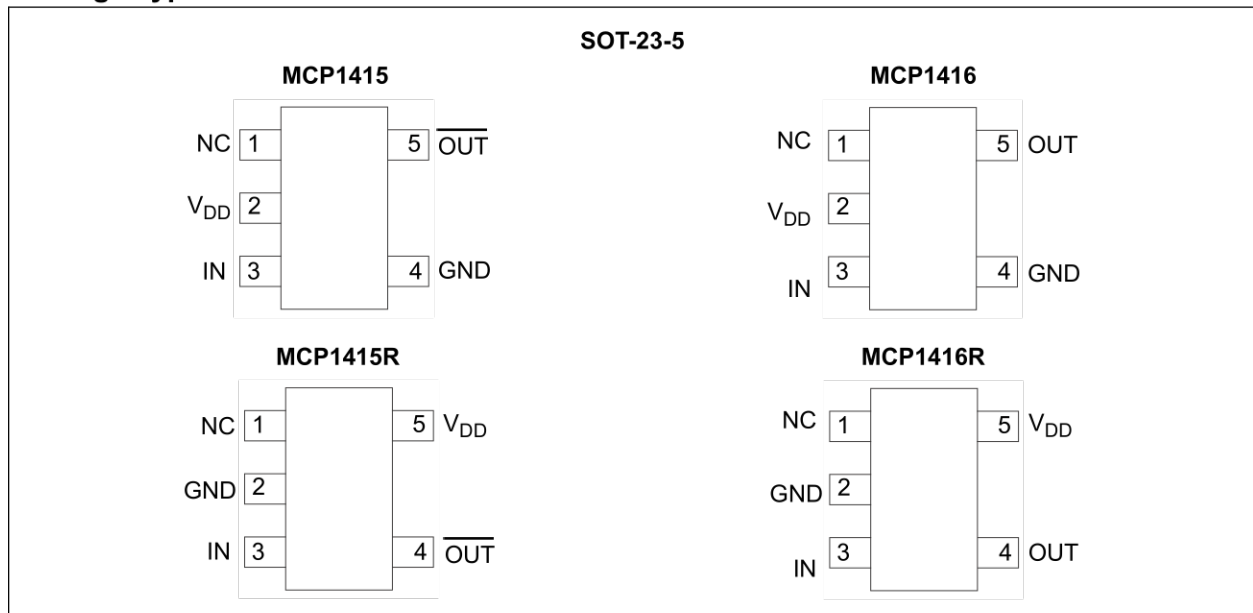 SOT-23-5
MCP1415
NC 1 5 O̅U̅T̅
VDD 2
IN 3 4 GND
MCP1416
NC 1 5 OUT
VDD 2
IN 3 4 GND
MCP1415R
NC 1 5 VDD
GND 2
IN 3 4 O̅U̅T̅
MCP1416R
NC 1 5 VDD
GND 2
IN 3 4 OUT